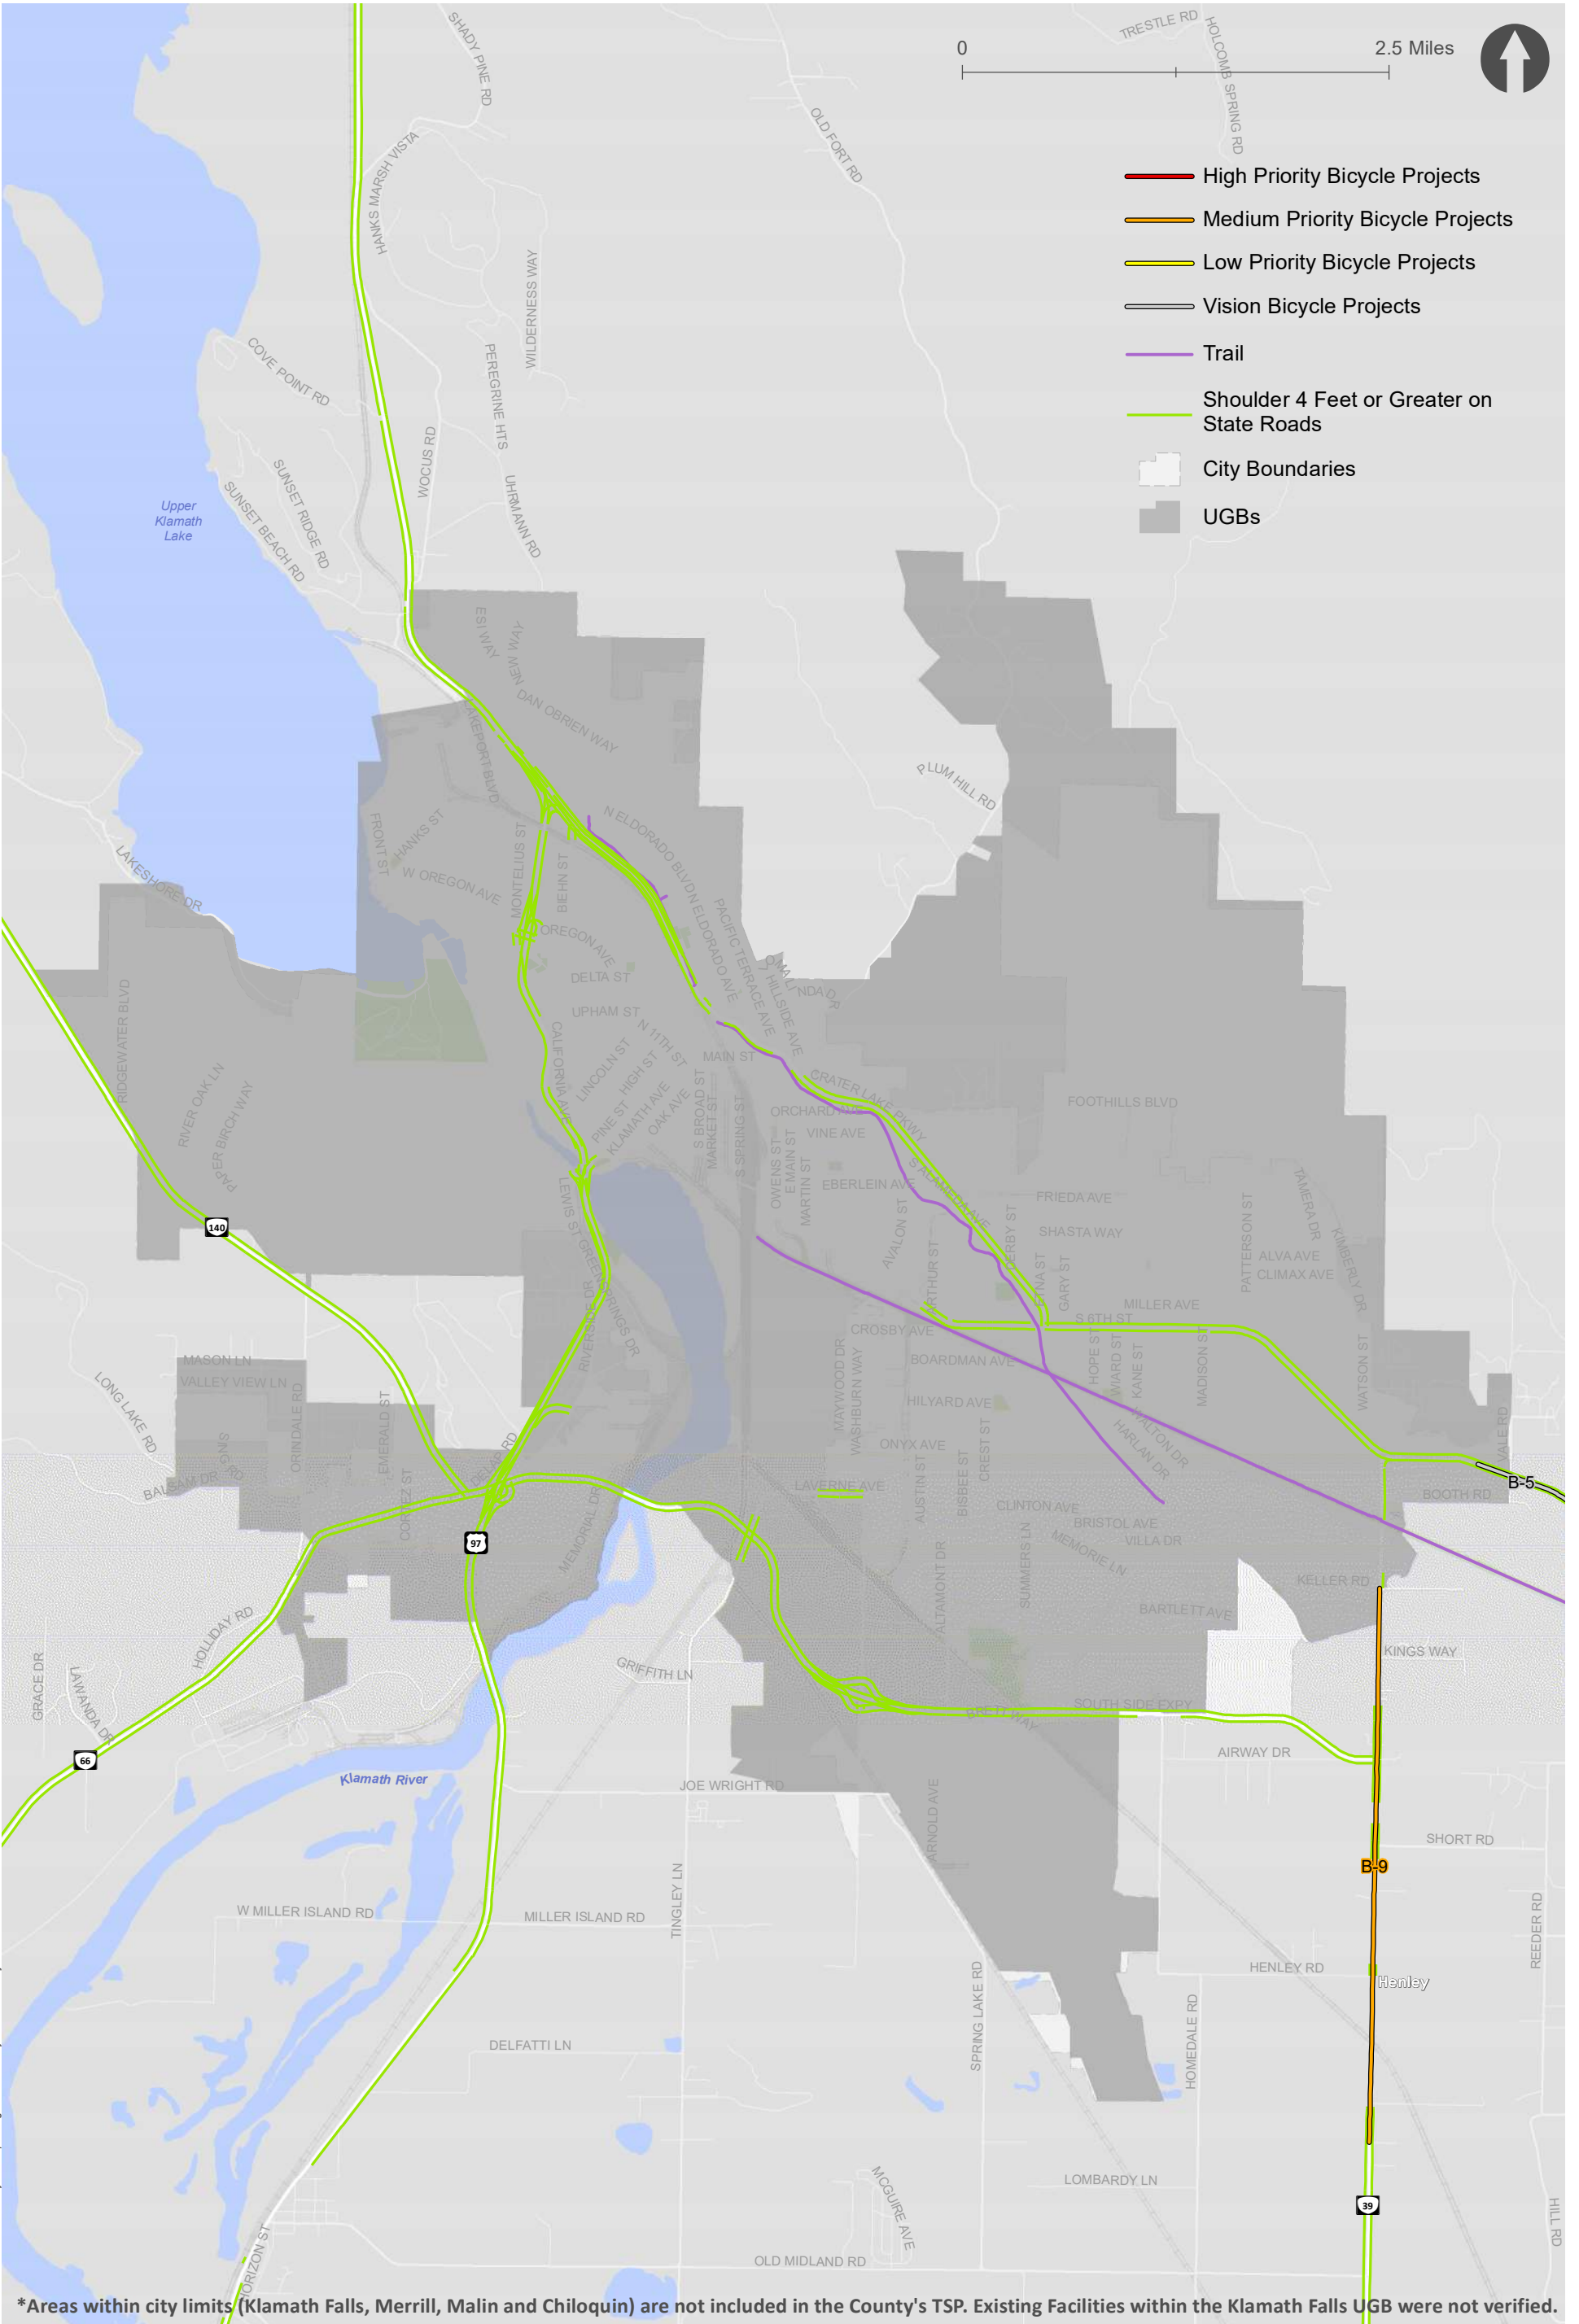 0
2.5 Miles
TRESTLE RD
HOLCOMB SPRING RD
SHADY PINE RD
OLD FORT RD
HANKS MARSH VISTA
High Priority Bicycle Projects
Medium Priority Bicycle Projects
Low Priority Bicycle Projects
Vision Bicycle Projects
Trail
Shoulder 4 Feet or Greater on
State Roads
City Boundaries
UGBs
WILDERNESS WAY
COVE POINT RD
PEREGRINE HTS
WOCUS RD
SUNSET RIDGE RD
SUNSET BEACH RD
UHRMANN RD
Upper
Klamath
Lake
ESI WAY
NEW WAY
DAN OBRIEN WAY
LAKEPORT BLVD
PLUM HILL RD
FRONT ST
HANKS ST
N ELDORADO BLVD
N ELDORADO AVE
LAKESHORE DR
W OREGON AVE
MONTELIUS ST
BIEHN ST
PACIFIC TERRACE AVE
OREGON AVE
DELTA ST
HILLSIDE AVE
UPHAM ST
N 11TH ST
RIDGEWATER BLVD
CALIFORNIA AVE
LINCOLN ST
HIGH ST
MAIN ST
RIVER OAK LN
PAPER BIRCH WAY
PINE ST
KLAMATH AVE
OAK AVE
S BROAD ST
MARKET ST
S SPRING ST
CRATER LAKE PKWY
FOOTHILLS BLVD
ORCHARD AVE
VINE AVE
OWENS ST
E MAIN ST
MARTIN ST
EBERLEIN AVE
S ALAMEDA AVE
FRIEDA AVE
SHASTA WAY
TAMERA DR
KIMBERLY DR
PATTERSON ST
ALVA AVE
CLIMAX AVE
140
LEWIS ST
GREENSPRINGS DR
RIVERSIDE DR
AVALON ST
ARTHUR ST
DERBY ST
ETNA ST
GARY ST
MILLER AVE
S 6TH ST
CROSBY AVE
BOARDMAN AVE
MAYWOOD DR
WASHBURN WAY
HOPE ST
WIARD ST
KANE ST
MADISON ST
WATSON ST
MASON LN
VALLEY VIEW LN
LONG LAKE RD
ORINDALE RD
EMERALD ST
HILYARD AVE
CREST ST
WALTON DR
HARLAN DR
VALE RD
BALSAM DR
CORTEZ ST
DELAP RD
ONYX AVE
LAVERNE AVE
AUSTIN ST
BISBEE ST
CLINTON AVE
BRISTOL AVE
VILLA DR
BOOTH RD
B-5
97
MEMORIAL DR
ALTAMONT DR
SUMMERS LN
MEMORIE LN
KELLER RD
BARTLETT AVE
KINGS WAY
HOLLIDAY RD
GRACE DR
LAWANDA DR
GRIFFITH LN
BRETT WAY
SOUTH SIDE EXPY
AIRWAY DR
66
Klamath River
JOE WRIGHT RD
ARNOLD AVE
SHORT RD
B-9
W MILLER ISLAND RD
MILLER ISLAND RD
TINGLEY LN
REEDER RD
HENLEY RD
Henley
SPRING LAKE RD
HOMEDALE RD
DELFATTI LN
LOMBARDY LN
MCGUIRE AVE
39
HILL RD
HORIZON ST
OLD MIDLAND RD
*Areas within city limits (Klamath Falls, Merrill, Malin and Chiloquin) are not included in the County's TSP. Existing Facilities within the Klamath Falls UGB were not verified.